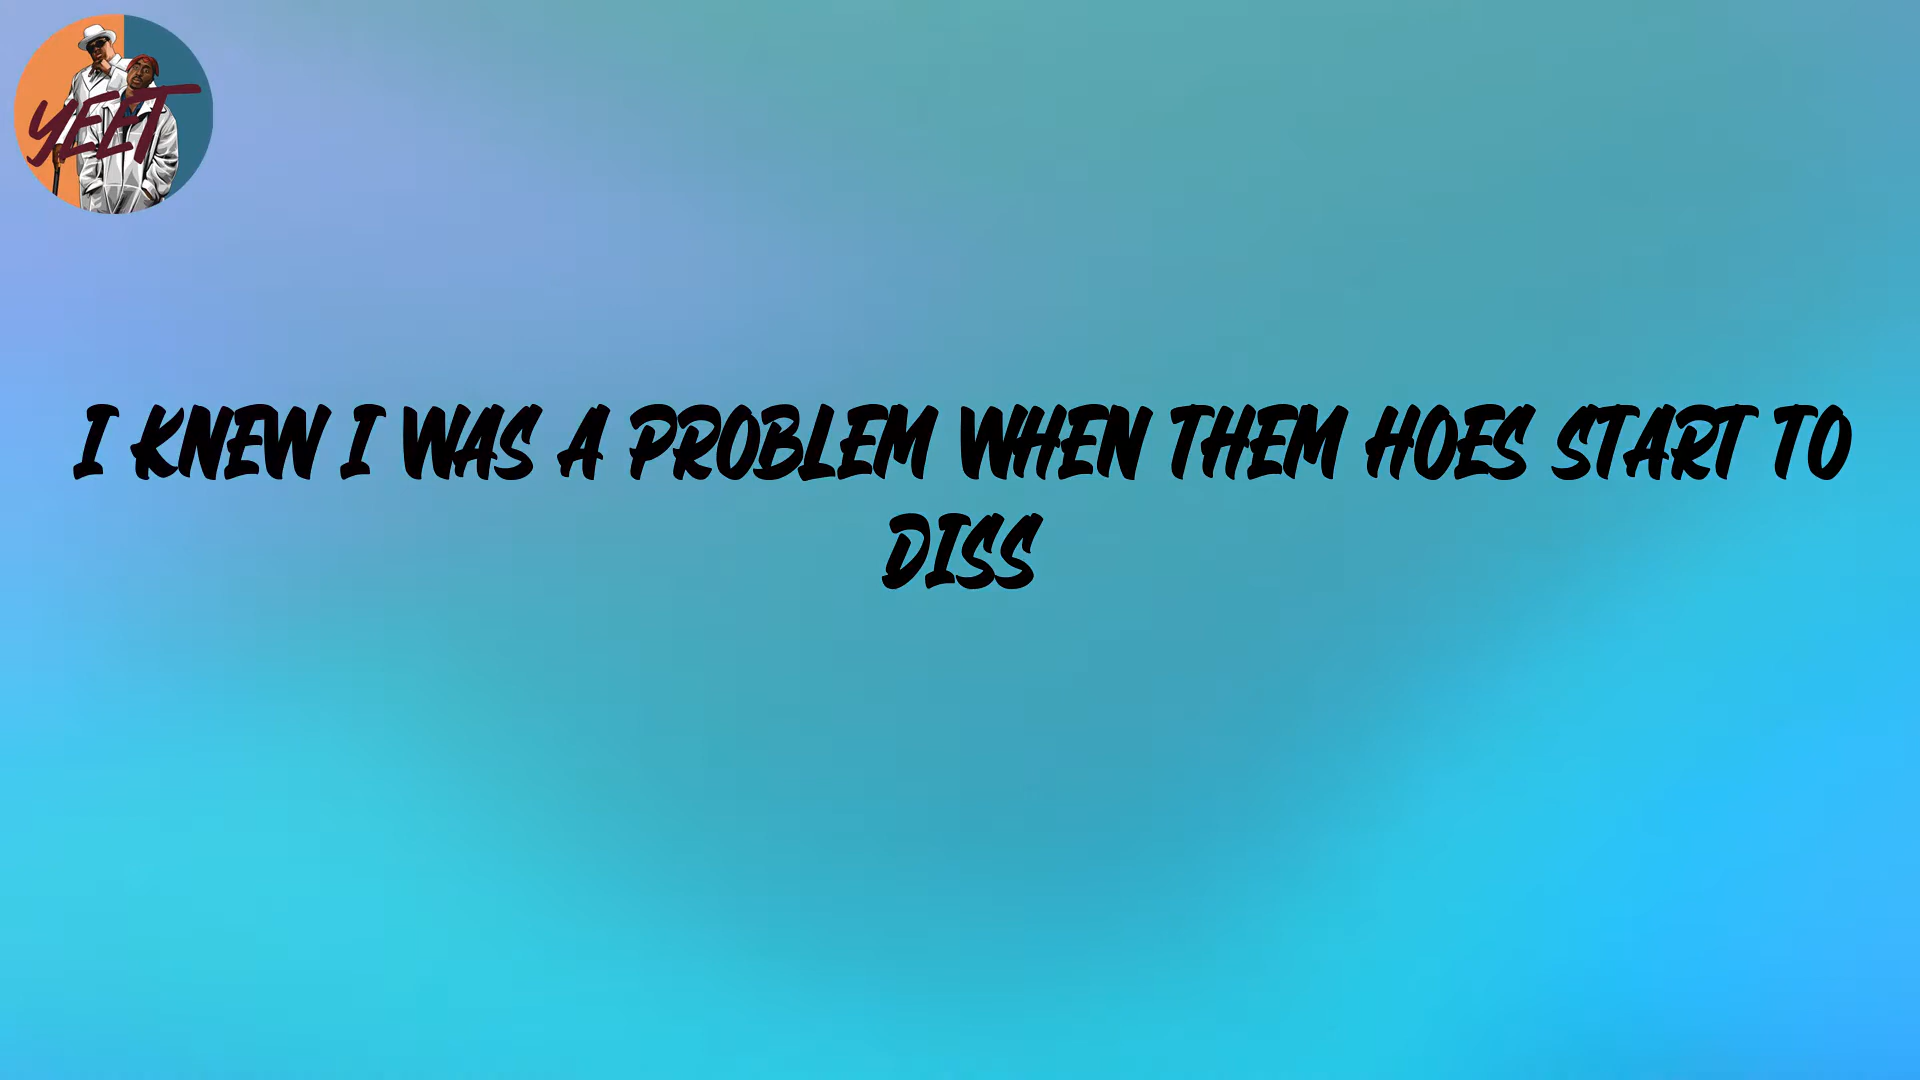 YEET
I KNEW I WAS A PROBLEM WHEN THEM HOES START TO
DISS